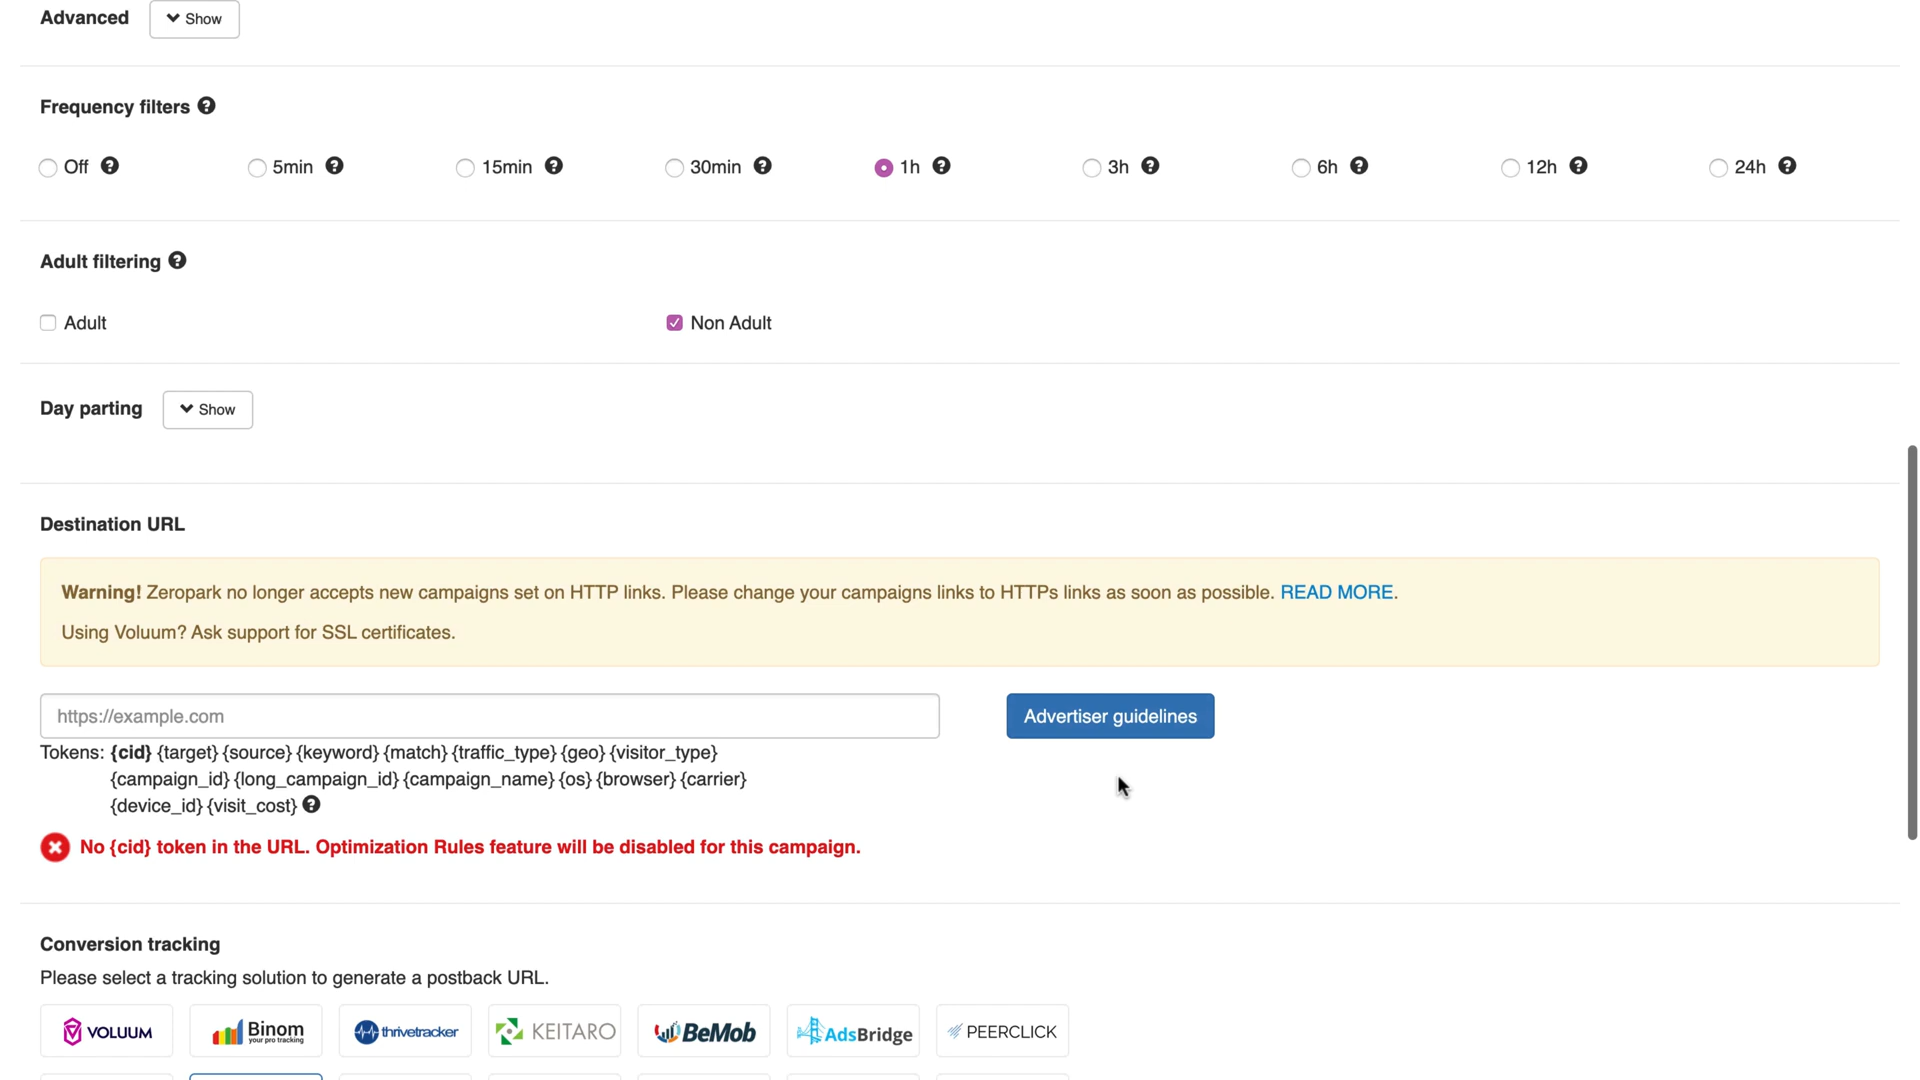 Advanced Show
Frequency filters ?
Off ? 5min ? 15min ? 30min ? 1h ? 3h ? 6h ? 12h ? 24h ?
Adult filtering ?
Adult Non Adult
Day parting Show
Destination URL
Warning! Zeropark no longer accepts new campaigns set on HTTP links. Please change your campaigns links to HTTPs links as soon as possible. READ MORE.
Using Voluum? Ask support for SSL certificates.
https://example.com Advertiser guidelines
Tokens: {cid} {target} {source} {keyword} {match} {traffic_type} {geo} {visitor_type}
{campaign_id} {long_campaign_id} {campaign_name} {os} {browser} {carrier}
{device_id} {visit_cost} ?
No {cid} token in the URL. Optimization Rules feature will be disabled for this campaign.
Conversion tracking
Please select a tracking solution to generate a postback URL.
VOLUUM Binom thrivetracker KEITARO BeMob AdsBridge PEERCLICK
your pro tracking